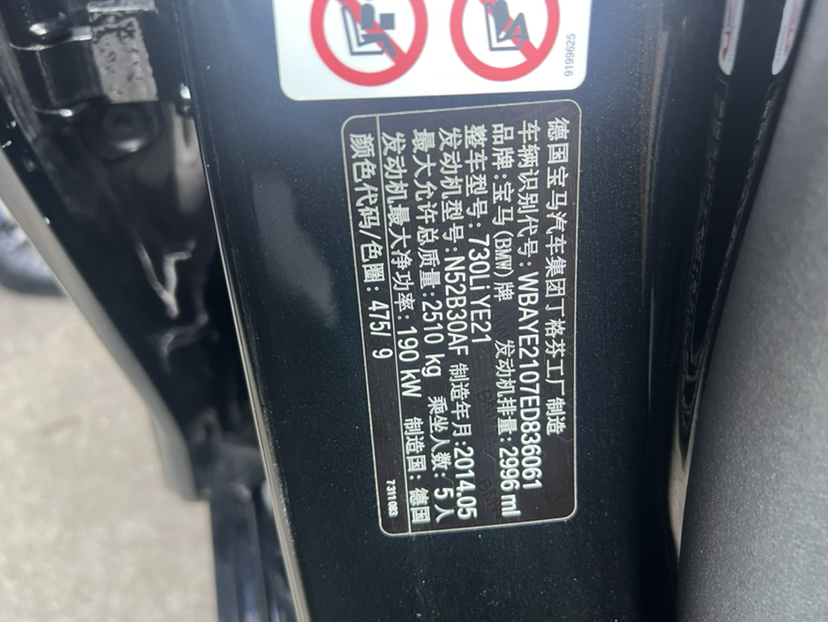 9199625
德国宝马汽车集团丁格芬工厂制造
车辆识别代号：WBAYE2107ED836061
品牌：宝马(BMW)牌 发动机排量：2996 ml
整车型号：730Li YE21
发动机型号：N52B30AF 制造年月：2014.05
最大允许总质量：2510 kg 乘坐人数：5人
发动机最大净功率：190 kW 制造国：德国
颜色代码/色圈：475/ 9
7 311 083